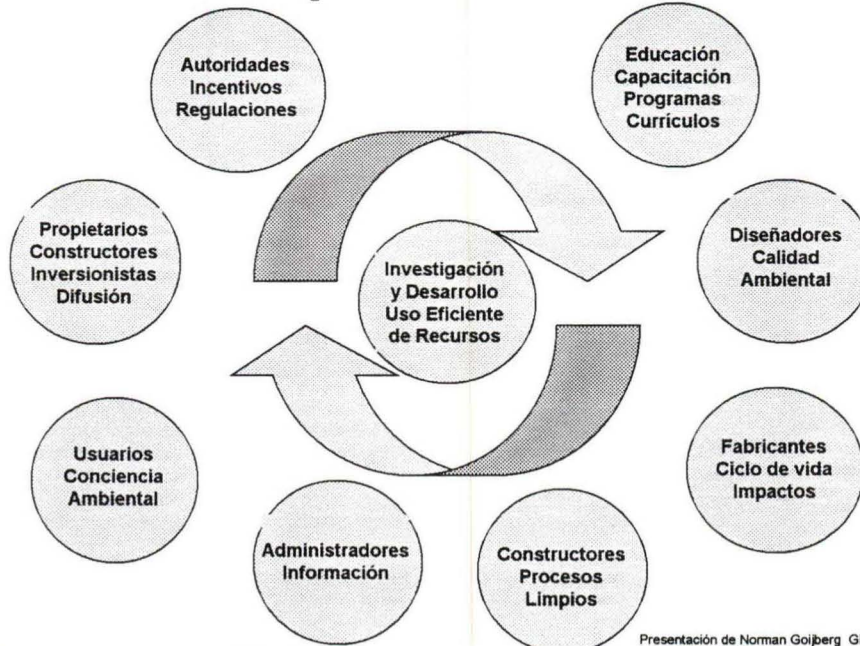 Autoridades
Incentivos
Regulaciones
Educación
Capacitación
Programas
Currículos
Propietarios
Constructores
Inversionistas
Difusión
Investigación
y Desarrollo
Uso Eficiente
de Recursos
Diseñadores
Calidad
Ambiental
Usuarios
Conciencia
Ambiental
Fabricantes
Ciclo de vida
Impactos
Administradores
Información
Constructores
Procesos
Limpios
Presentación de Norman Goijberg